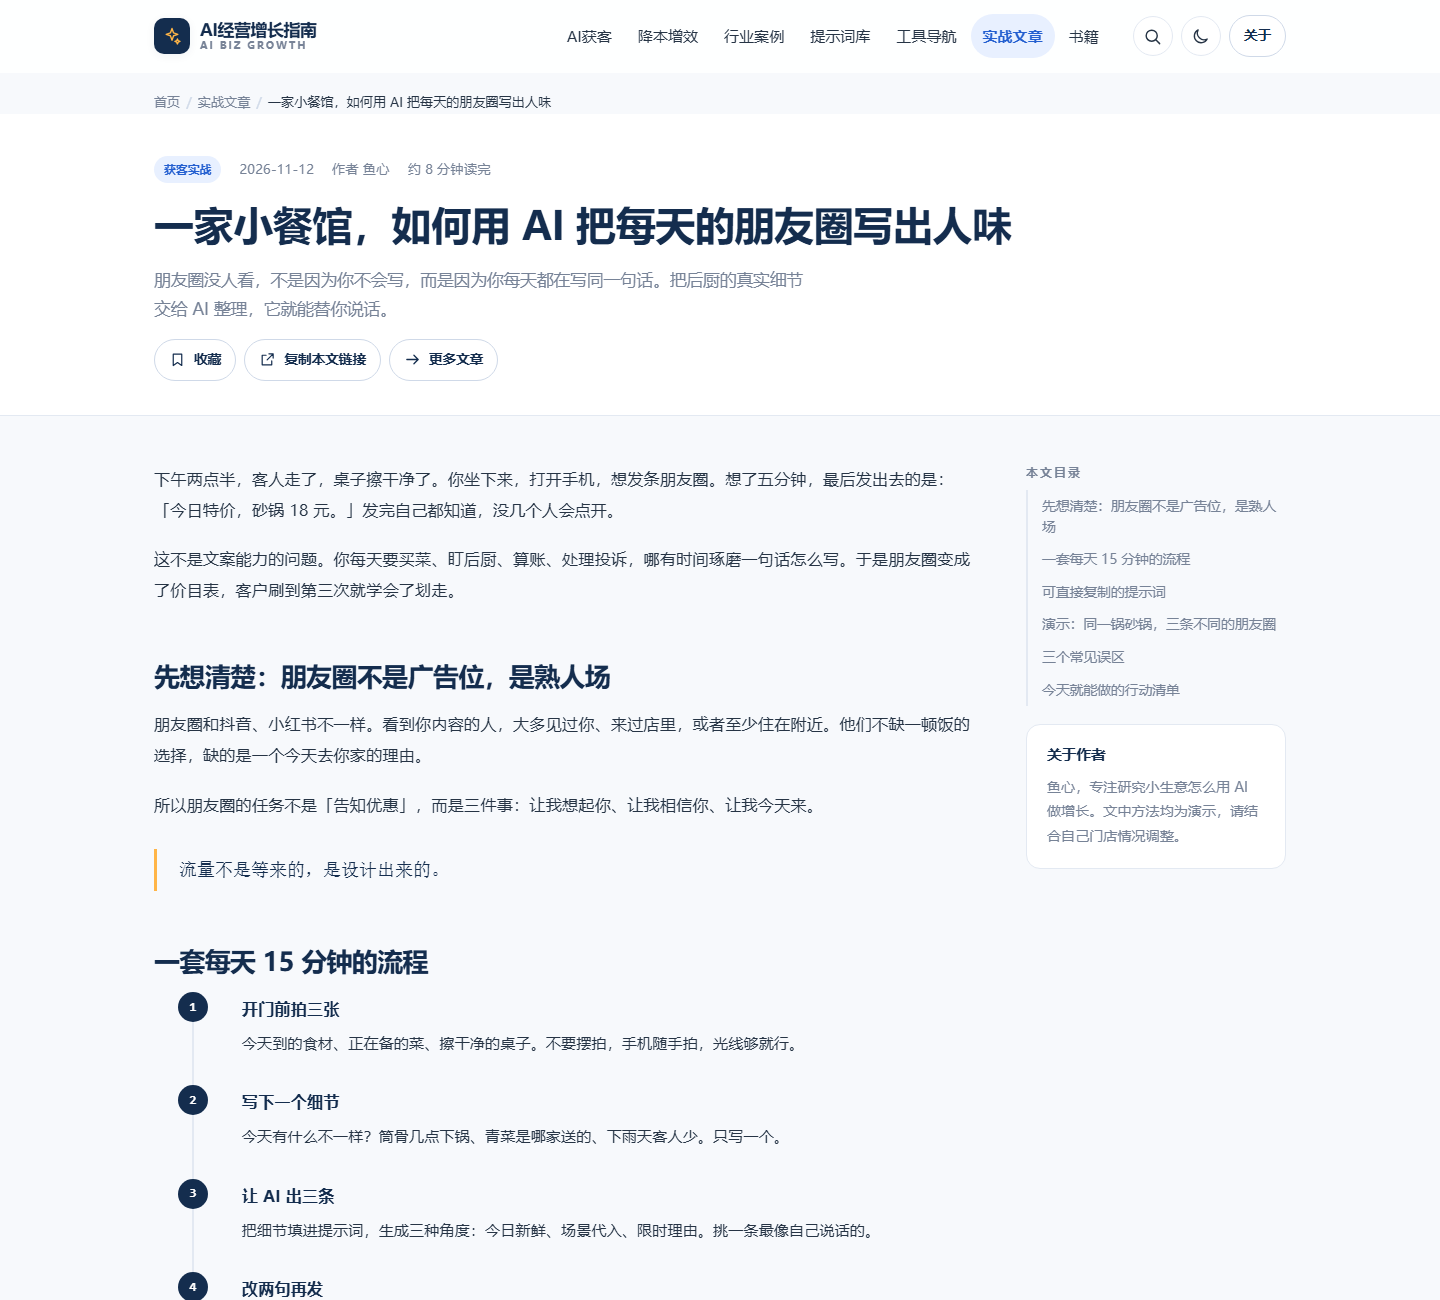 AI经营增长指南
AI BIZ GROWTH
AI获客
降本增效
行业案例
提示词库
工具导航
实战文章
书籍
关于
首页 / 实战文章 / 一家小餐馆，如何用 AI 把每天的朋友圈写出人味
获客实战
2026-11-12
作者 鱼心
约 8 分钟读完
一家小餐馆，如何用 AI 把每天的朋友圈写出人味
朋友圈没人看，不是因为你不会写，而是因为你每天都在写同一句话。把后厨的真实细节
交给 AI 整理，它就能替你说话。
收藏
复制本文链接
更多文章
下午两点半，客人走了，桌子擦干净了。你坐下来，打开手机，想发条朋友圈。想了五分钟，最后发出去的是：
「今日特价，砂锅 18 元。」发完自己都知道，没几个人会点开。
这不是文案能力的问题。你每天要买菜、盯后厨、算账、处理投诉，哪有时间琢磨一句话怎么写。于是朋友圈变成
了价目表，客户刷到第三次就学会了划走。
先想清楚：朋友圈不是广告位，是熟人场
朋友圈和抖音、小红书不一样。看到你内容的人，大多见过你、来过店里，或者至少住在附近。他们不缺一顿饭的
选择，缺的是一个今天去你家的理由。
所以朋友圈的任务不是「告知优惠」，而是三件事：让我想起你、让我相信你、让我今天来。
流量不是等来的，是设计出来的。
一套每天 15 分钟的流程
1
开门前拍三张
今天到的食材、正在备的菜、擦干净的桌子。不要摆拍，手机随手拍，光线够就行。
2
写下一个细节
今天有什么不一样？筒骨几点下锅、青菜是哪家送的、下雨天客人少。只写一个。
3
让 AI 出三条
把细节填进提示词，生成三种角度：今日新鲜、场景代入、限时理由。挑一条最像自己说话的。
4
改两句再发
本文目录
先想清楚：朋友圈不是广告位，是熟人
场
一套每天 15 分钟的流程
可直接复制的提示词
演示：同一锅砂锅，三条不同的朋友圈
三个常见误区
今天就能做的行动清单
关于作者
鱼心，专注研究小生意怎么用 AI
做增长。文中方法均为演示，请结
合自己门店情况调整。